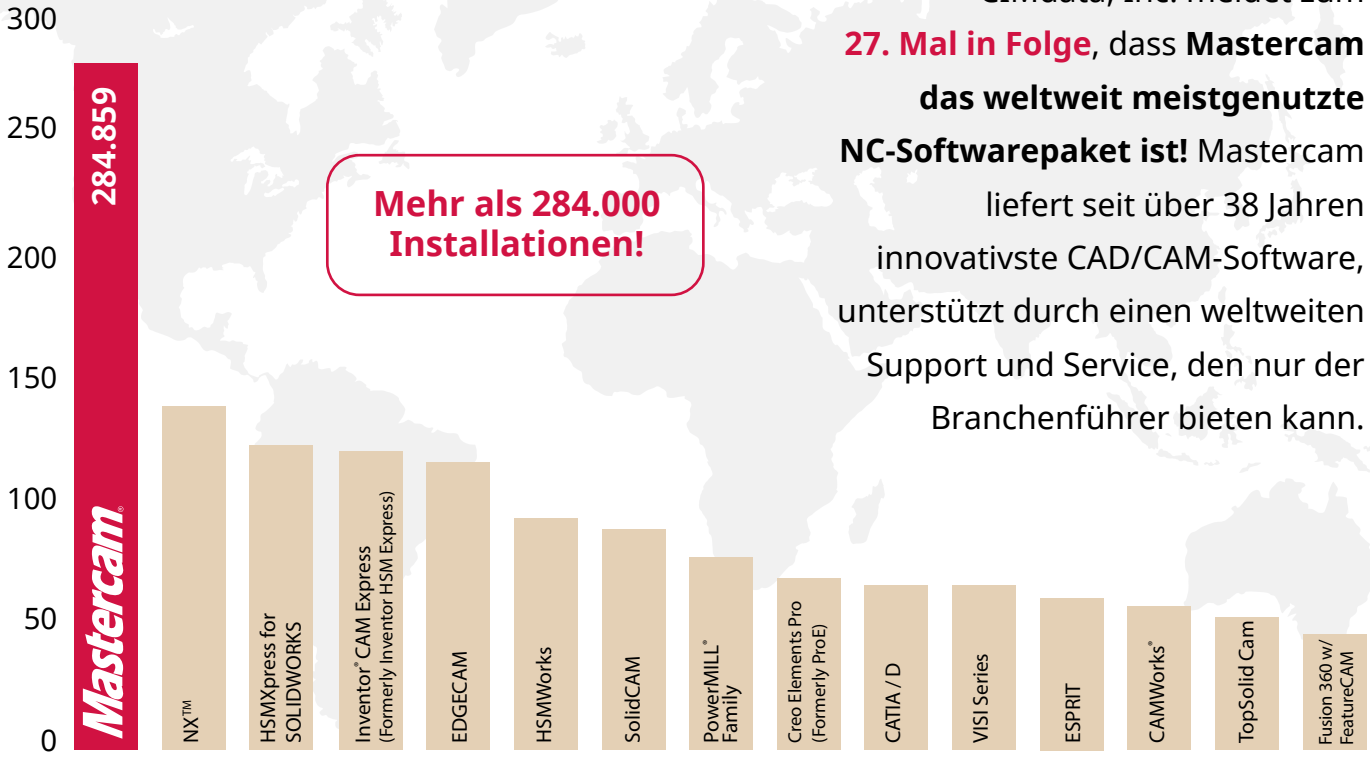 CIMdata, Inc. meldet zum
27. Mal in Folge, dass Mastercam
das weltweit meistgenutzte
NC-Softwarepaket ist! Mastercam
liefert seit über 38 Jahren
innovativste CAD/CAM-Software,
unterstützt durch einen weltweiten
Support und Service, den nur der
Branchenführer bieten kann.
Mehr als 284.000
Installationen!
300
250
200
150
100
50
0
284.859
Mastercam®
NX™
HSMXpress for
SOLIDWORKS
Inventor® CAM Express
(Formerly Inventor HSM Express)
EDGECAM
HSMWorks
SolidCAM
PowerMILL®
Family
Creo Elements Pro
(Formerly ProE)
CATIA / D
VISI Series
ESPRIT
CAMWorks®
TopSolid Cam
Fusion 360 w/
FeatureCAM